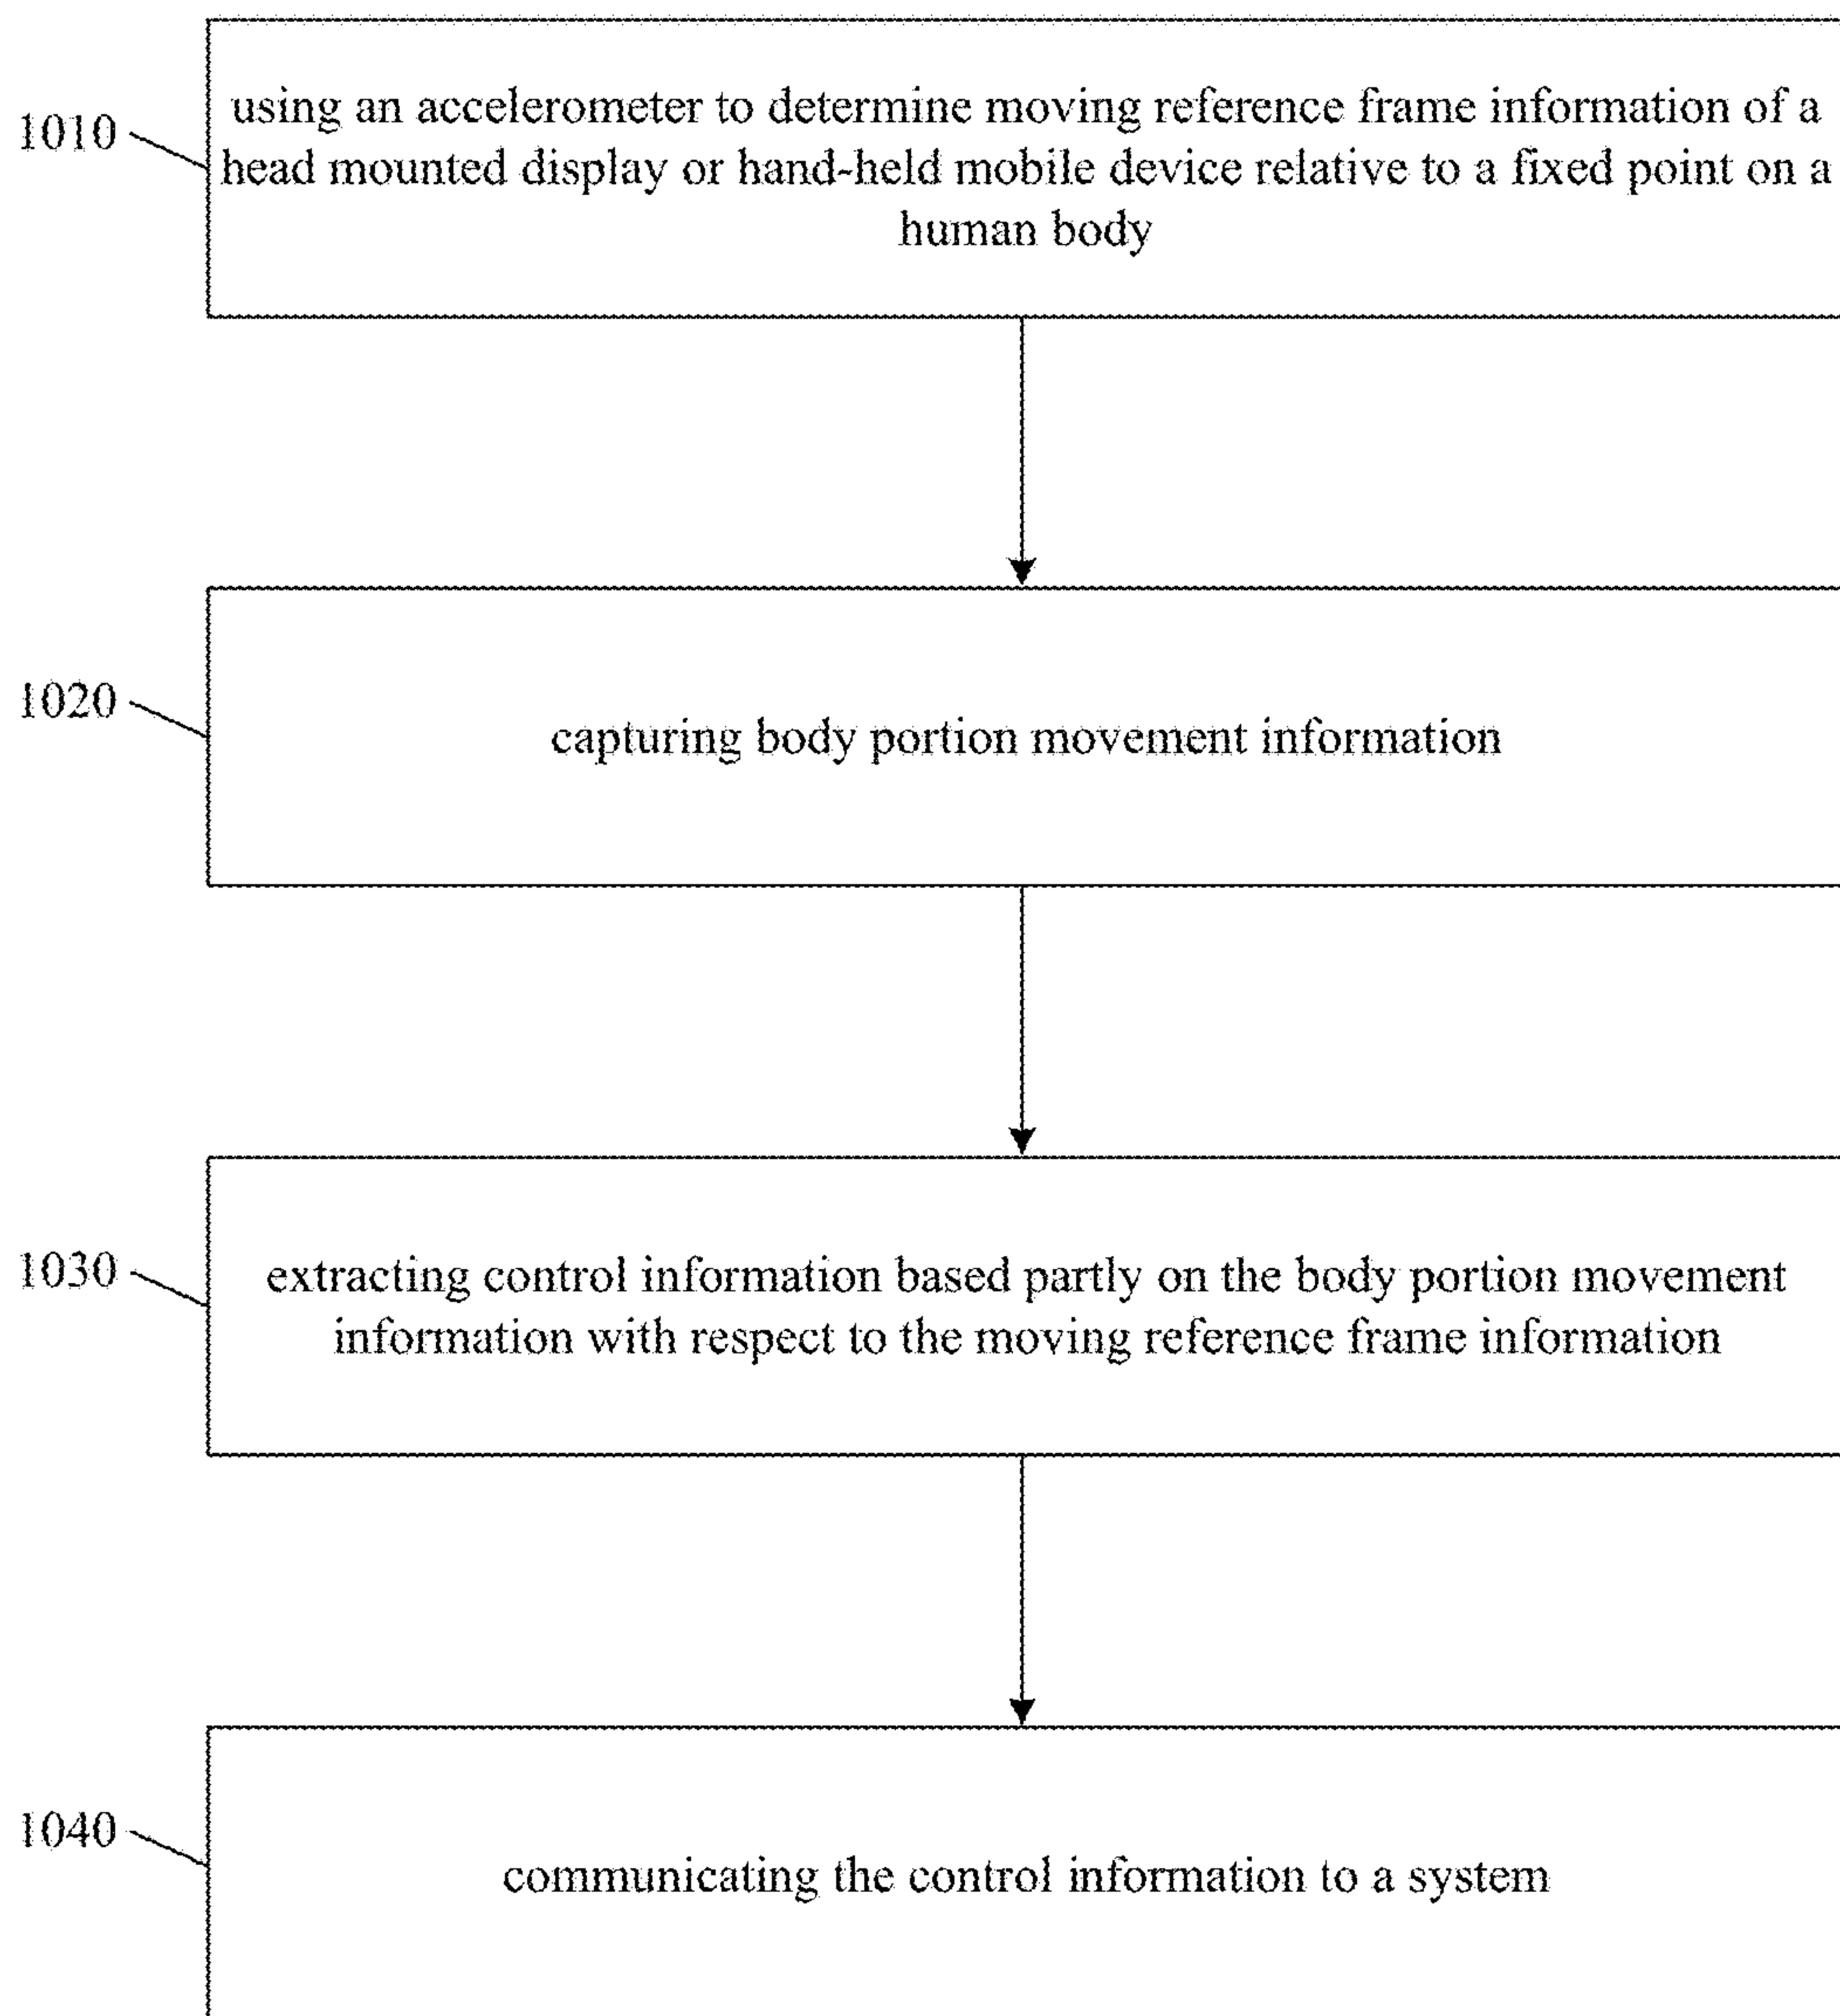 1010
using an accelerometer to determine moving reference frame information of a
head mounted display or hand-held mobile device relative to a fixed point on a
human body
1020
capturing body portion movement information
1030
extracting control information based partly on the body portion movement
information with respect to the moving reference frame information
1040
communicating the control information to a system